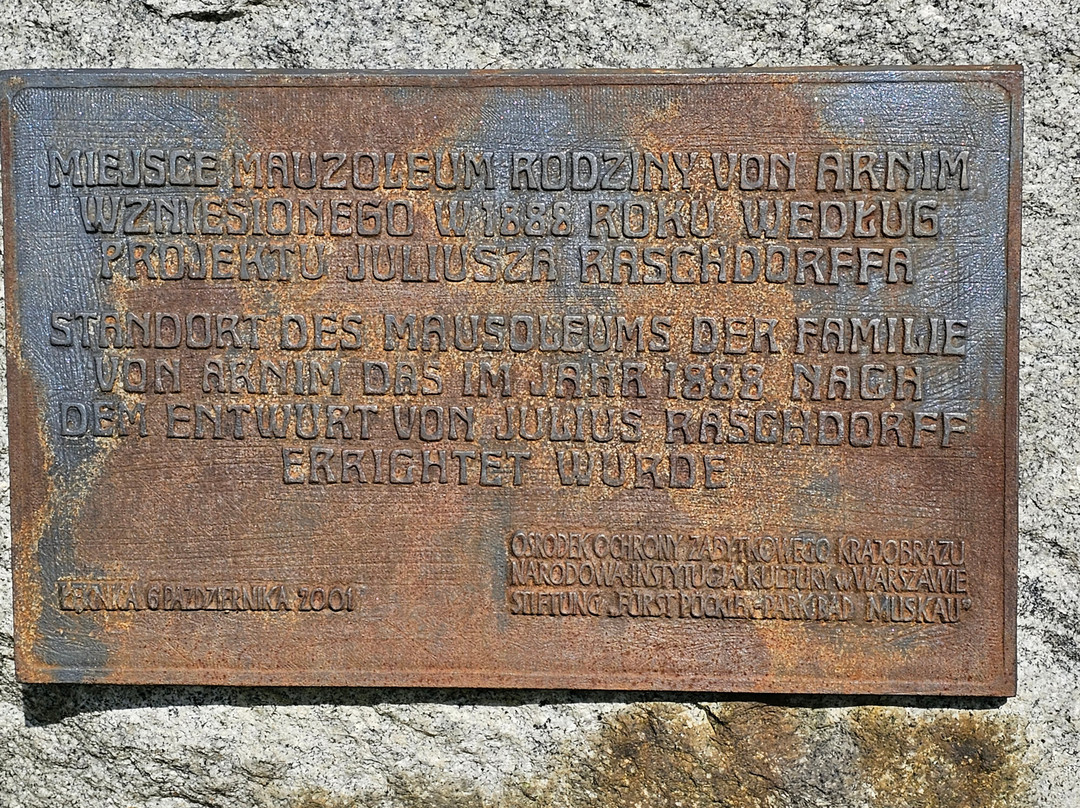 MIEJSCE MAUZOLEUM RODZINY VON ARNIM
WZNIESIONEGO W 1888 ROKU WEDŁUG
PROJEKTU JULIUSZA RASCHDORFFA
STANDORT DES MAUSOLEUMS DER FAMILIE
VON ARNIM DAS IM JAHR 1888 NACH
DEM ENTWURT VON JULIUS RASCHDORFF
ERRICHTET WURDE
ŁĘKNICA 6 PAŹDZIERNIKA 2001
OŚRODEK OCHRONY ZABYTKOWEGO KRAJOBRAZU
NARODOWA INSTYTUCJA KULTURY W WARSZAWIE
STIFTUNG „FÜRST-PÜCKLER-PARK BAD MUSKAU"